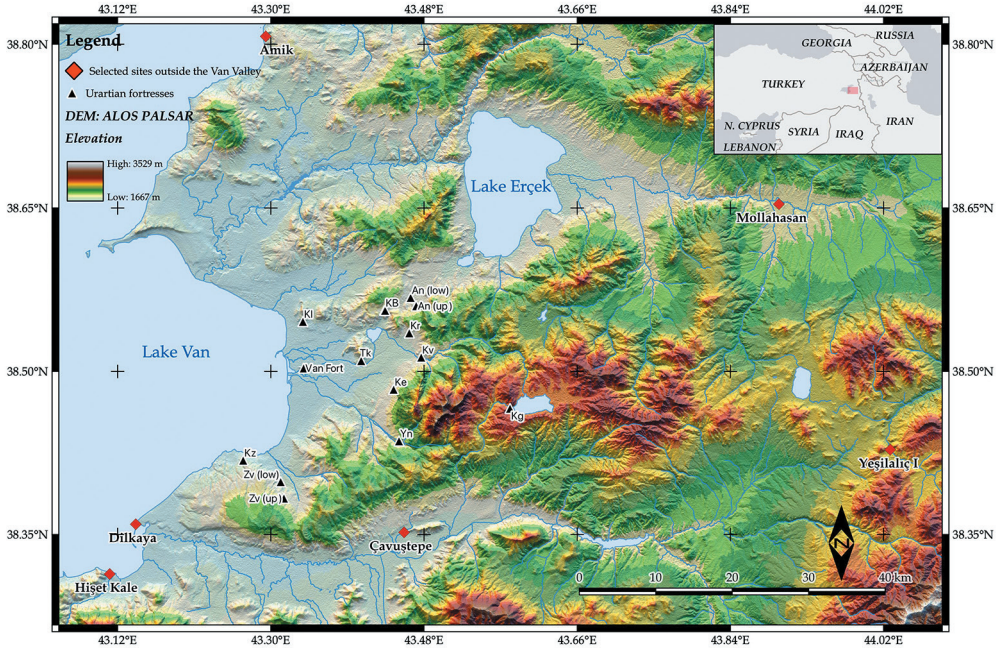 43.12°E 43.30°E 43.48°E 43.66°E 43.84°E 44.02°E
38.80°N
38.80°N
Legend
Selected sites outside the Van Valley
Urartian fortresses
DEM: ALOS PALSAR
Elevation
High: 3529 m
Low: 1667 m
Amik
GEORGIA
RUSSIA
AZERBAIJAN
TURKEY
N. CYPRUS
SYRIA
IRAQ
IRAN
LEBANON
Lake Erçek
38.65°N
38.65°N
Mollahasan
An (low)
An (up)
KB
Kl
Kr
Lake Van
Tk
Kv
Van Fort
38.50°N
38.50°N
Ke
Kg
Yn
Kz
Zv (low)
Zv (up)
Yeşilalıç I
38.35°N
38.35°N
Dilkaya
Çavuştepe
Hişet Kale
N
0 10 20 30 40 km
43.12°E 43.30°E 43.48°E 43.66°E 43.84°E 44.02°E